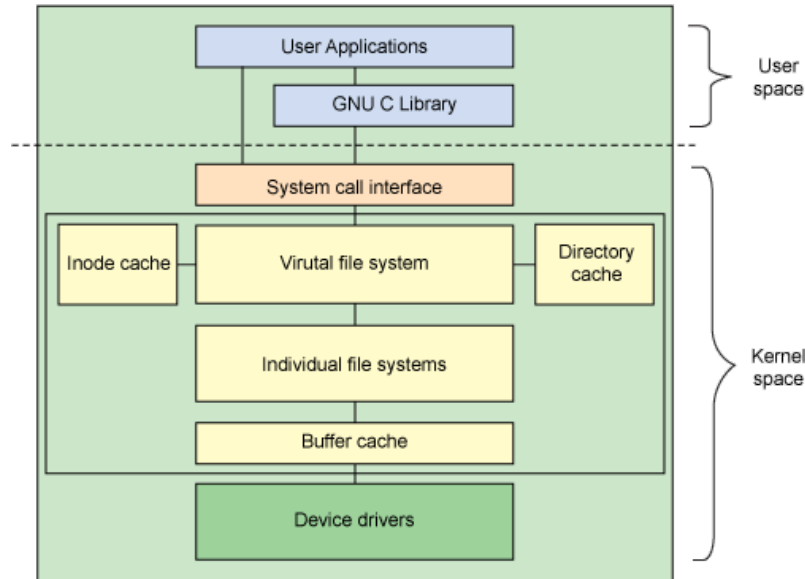 User Applications
User
space
GNU C Library
System call interface
Inode cache
Virutal file system
Directory
cache
Individual file systems
Kernel
space
Buffer cache
Device drivers